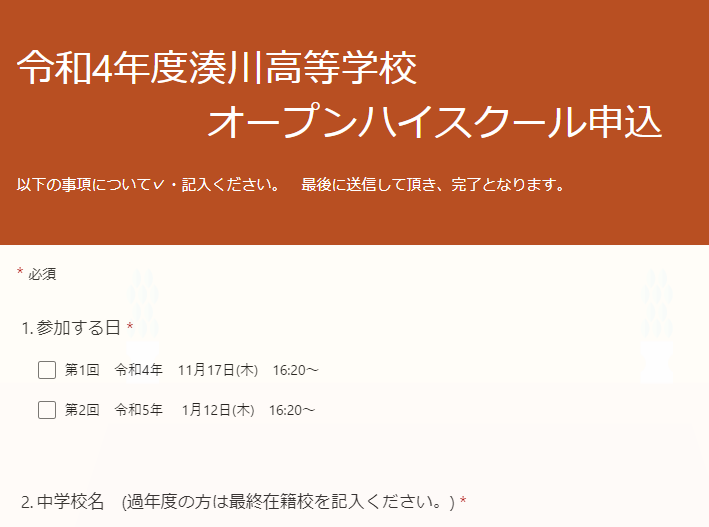 令和4年度湊川高等学校
オープンハイスクール申込
以下の事項について✓・記入ください。　最後に送信して頂き、完了となります。
* 必須
1. 参加する日 *
第1回　令和4年　11月17日(木)　16:20～
第2回　令和5年　 1月12日(木)　16:20～
2. 中学校名　(過年度の方は最終在籍校を記入ください。) *